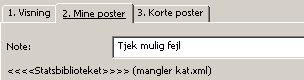 1. Visning 2. Mine poster 3. Korte poster
Note: Tjek mulig fejl
<<<<Statsbiblioteket>>>> (mangler kat.xml)